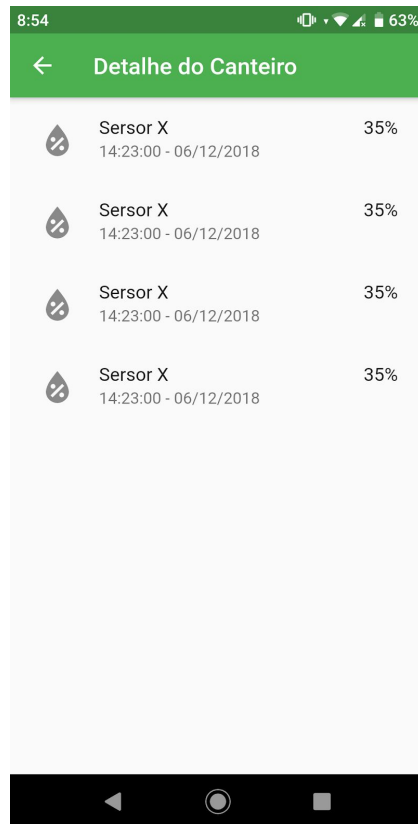 8:54 63%
Detalhe do Canteiro
Sersor X 35%
14:23:00 - 06/12/2018
Sersor X 35%
14:23:00 - 06/12/2018
Sersor X 35%
14:23:00 - 06/12/2018
Sersor X 35%
14:23:00 - 06/12/2018